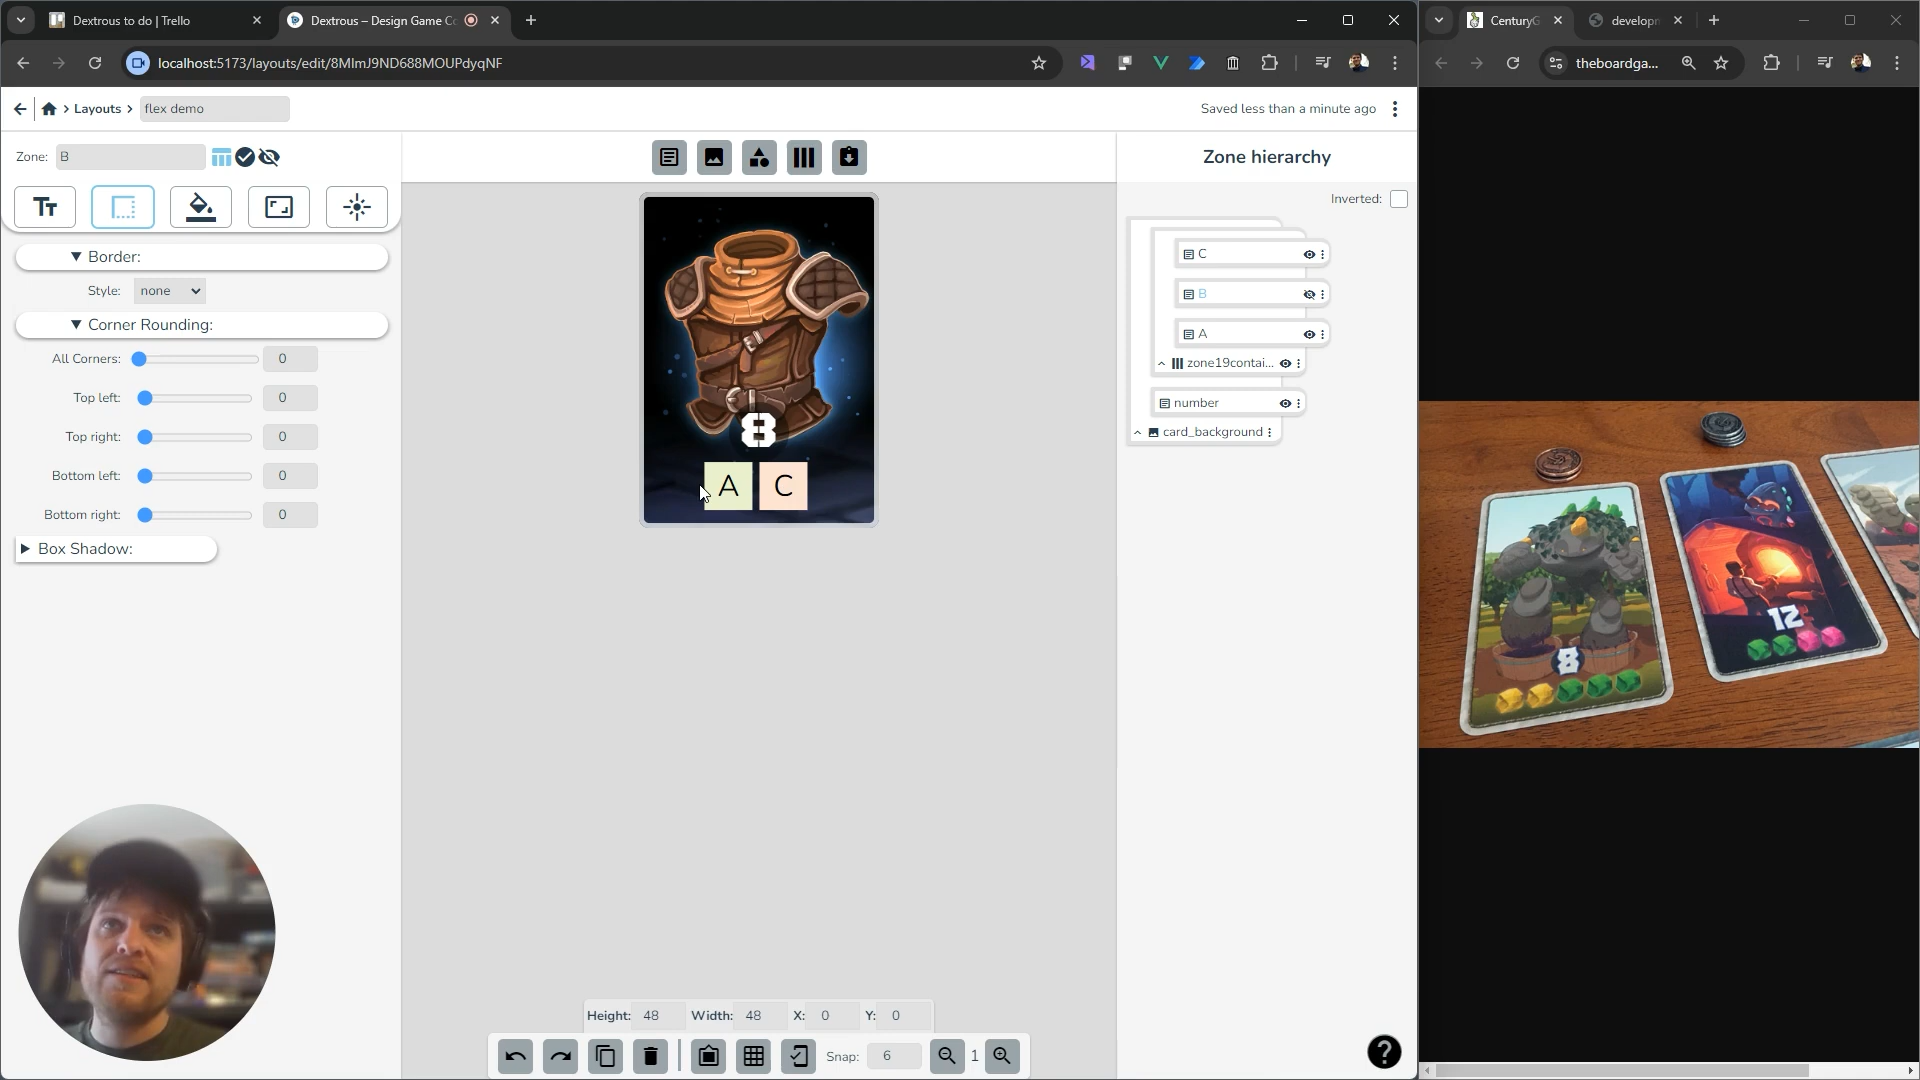 Dextrous to do | Trello
Dextrous – Design Game C
CenturyG
developm
localhost:5173/layouts/edit/8MlmJ9ND688MOUPdyqNF
theboardga...
Layouts
flex demo
Saved less than a minute ago
Zone:
B
Tt
Border:
Style:
none
Corner Rounding:
All Corners:
0
Top left:
0
Top right:
0
Bottom left:
0
Bottom right:
0
Box Shadow:
8
A
C
Zone hierarchy
Inverted:
C
B
A
zone19contai...
number
card_background
12
8
Height:
48
Width:
48
X:
0
Y:
0
Snap:
6
1
?